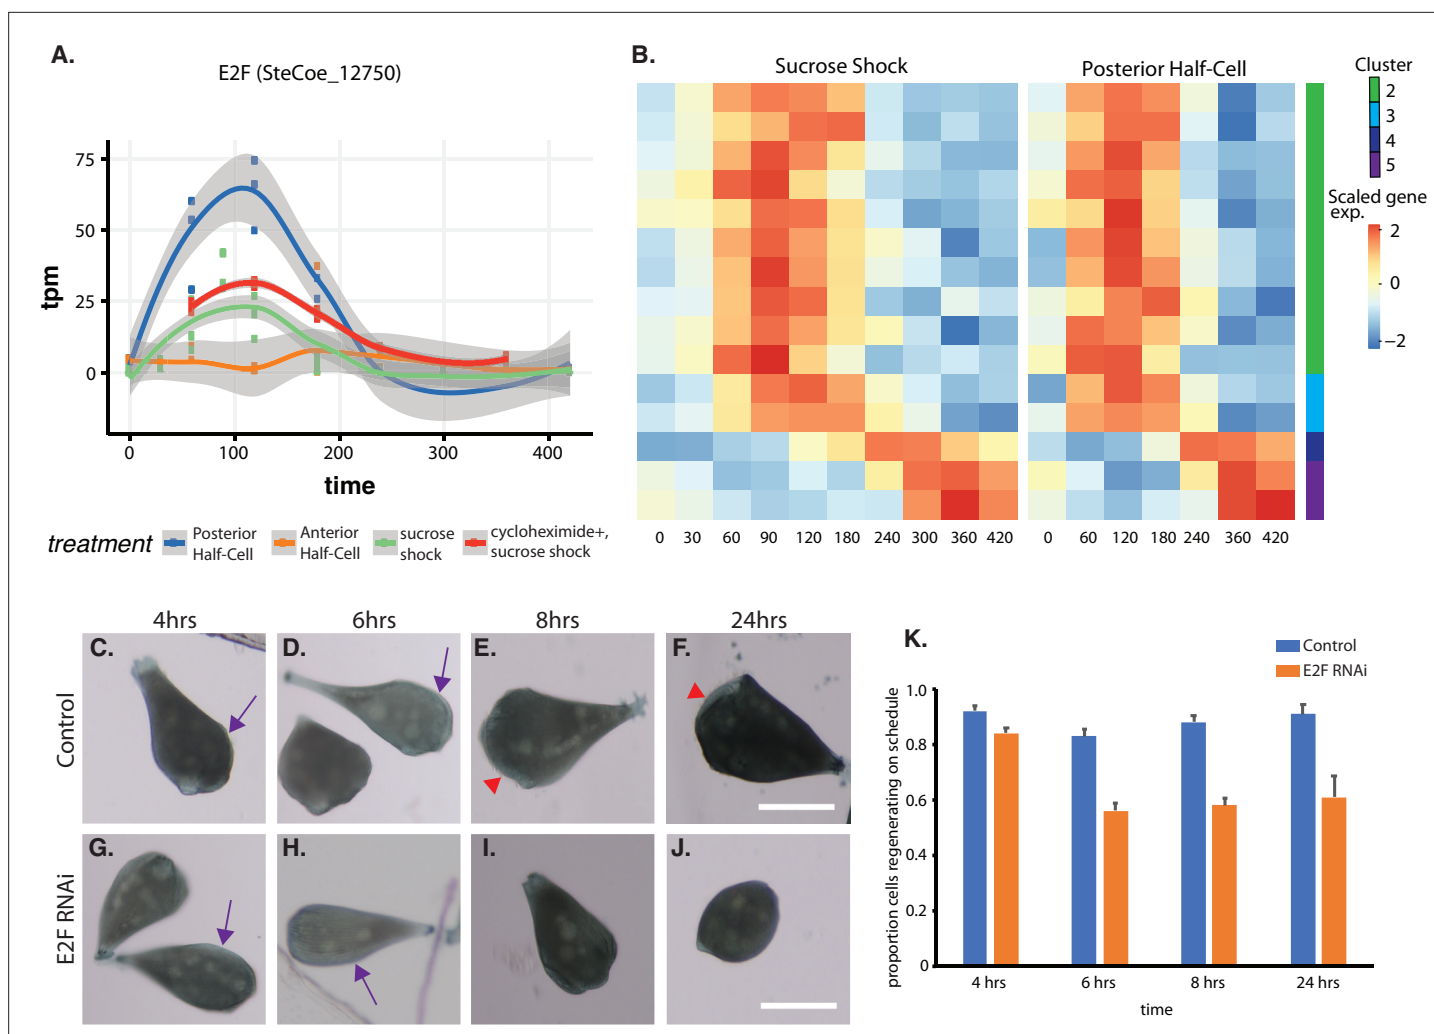 A.
E2F (SteCoe_12750)
75
50
25
0
tpm
0 100 200 300 400
time
treatment
Posterior Half-Cell
Anterior Half-Cell
sucrose shock
cycloheximide+, sucrose shock
B.
Sucrose Shock
Posterior Half-Cell
0 30 60 90 120 180 240 300 360 420
0 60 120 180 240 360 420
Cluster
2
3
4
5
Scaled gene exp.
2
0
−2
4hrs 6hrs 8hrs 24hrs
Control
C. D. E. F.
E2F RNAi
G. H. I. J.
K.
Control
E2F RNAi
proportion cells regenerating on schedule
1.0
0.8
0.6
0.4
0.2
0
4 hrs 6 hrs 8 hrs 24 hrs
time